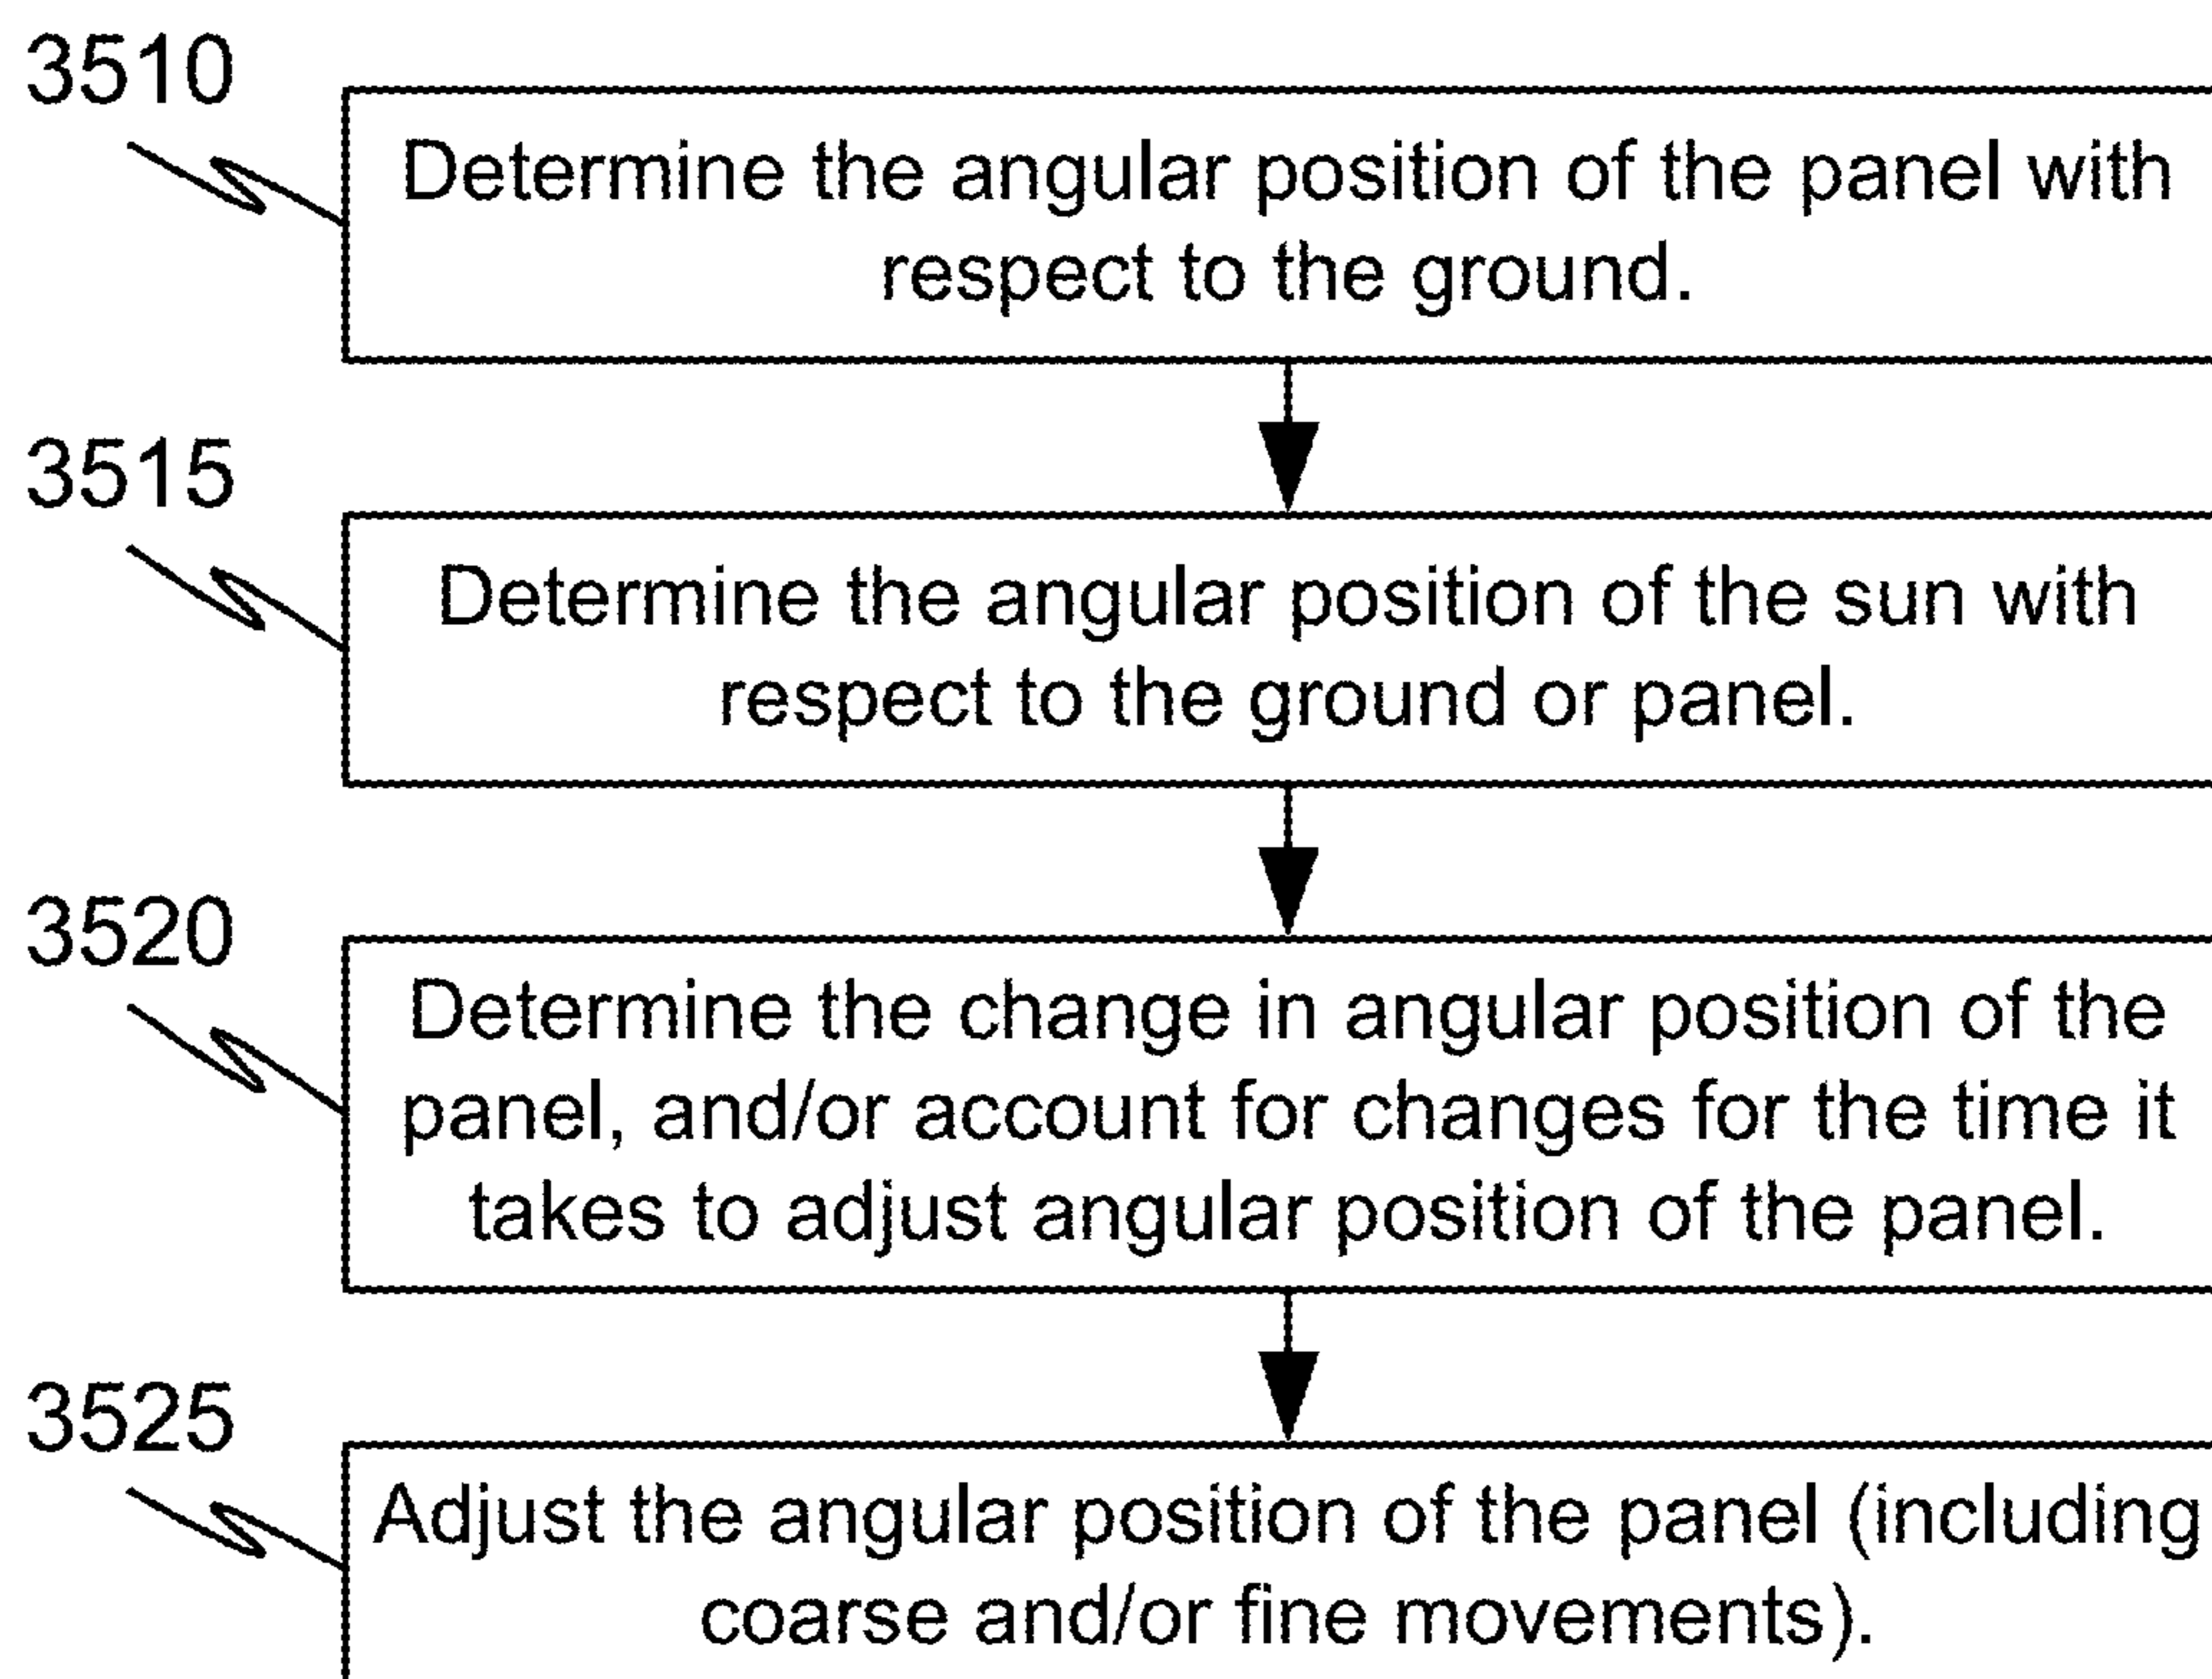 3510
Determine the angular position of the panel with
respect to the ground.
3515
Determine the angular position of the sun with
respect to the ground or panel.
3520
Determine the change in angular position of the
panel, and/or account for changes for the time it
takes to adjust angular position of the panel.
3525
Adjust the angular position of the panel (including
coarse and/or fine movements).